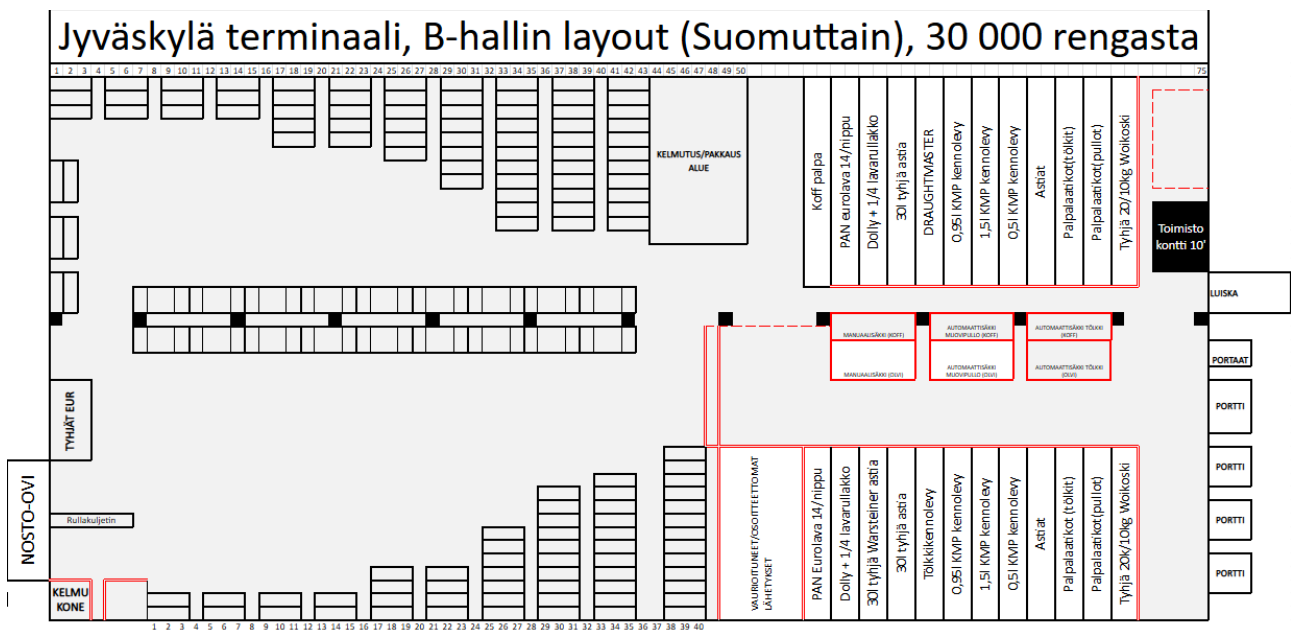 Jyväskylä terminaali, B-hallin layout (Suomuttain), 30 000 rengasta
1 2 3 4 5 6 7 8 9 10 11 12 13 14 15 16 17 18 19 20 21 22 23 24 25 26 27 28 29 30 31 32 33 34 35 36 37 38 39 40 41 42 43 44 45 46 47 48 49 50 75
KELMUTUS/PAKKAUS
ALUE
Koff palpa
PAN eurolava 14/nippu
Dolly + 1/4 lavarullakko
30l tyhjä astia
DRAUGHTMASTER
0,95l KMP kennolevy
1,5l KMP kennolevy
0,5l KMP kennolevy
Astiat
Palpalaatikot(tölkit)
Palpalaatikot(pullot)
Tyhjä 20/10kg Woikoski
Toimisto
kontti 10'
LUISKA
MANUAALISÄKKI (KOFF)
AUTOMAATTISÄKKI
MUOVIPULLO (KOFF)
AUTOMAATTISÄKKI TÖLKKI
(KOFF)
MANUAALISÄKKI (OLVI)
AUTOMAATTISÄKKI
MUOVIPULLO (OLVI)
AUTOMAATTISÄKKI TÖLKKI
(OLVI)
PORTAAT
PORTTI
PORTTI
PORTTI
PORTTI
TYHJÄT EUR
NOSTO-OVI
Rullakuljetin
KELMU
KONE
VAURIOITUNEET/OSOITTEETTOMAT
LÄHETYKSET
PAN Eurolava 14/nippu
Dolly + 1/4 lavarullakko
30l tyhjä Warsteiner astia
30l tyhjä astia
Tölkkikennolevy
0,95l KMP kennolevy
1,5l KMP kennolevy
0,5l KMP kennolevy
Astiat
Palpalaatikot (tölkit)
Palpalaatikot(pullot)
Tyhjä 20k/10kg Woikoski
1 2 3 4 5 6 7 8 9 10 11 12 13 14 15 16 17 18 19 20 21 22 23 24 25 26 27 28 29 30 31 32 33 34 35 36 37 38 39 40